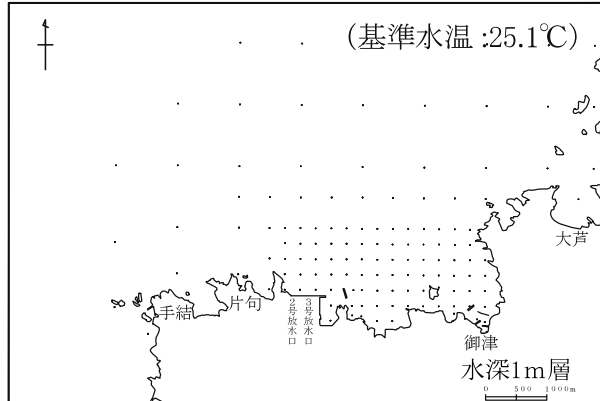 （基準水温:25.1℃）
大芦
片句
手結
2号放水口
3号放水口
御津
水深1m層
0 500 1000m